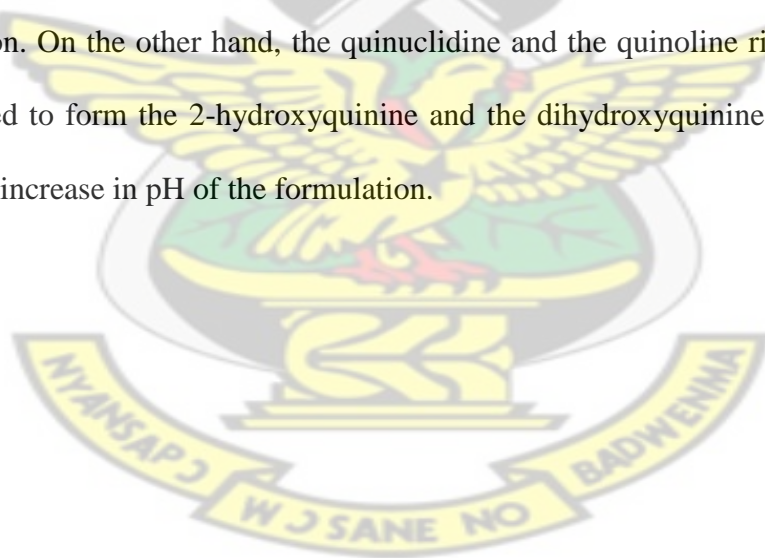 on. On the other hand, the quinuclidine and the quinoline ri
ed to form the 2-hydroxyquinine and the dihydroxyquinine
increase in pH of the formulation.
NYANSAPƆ
WƆ SANE NO
BADWENMA